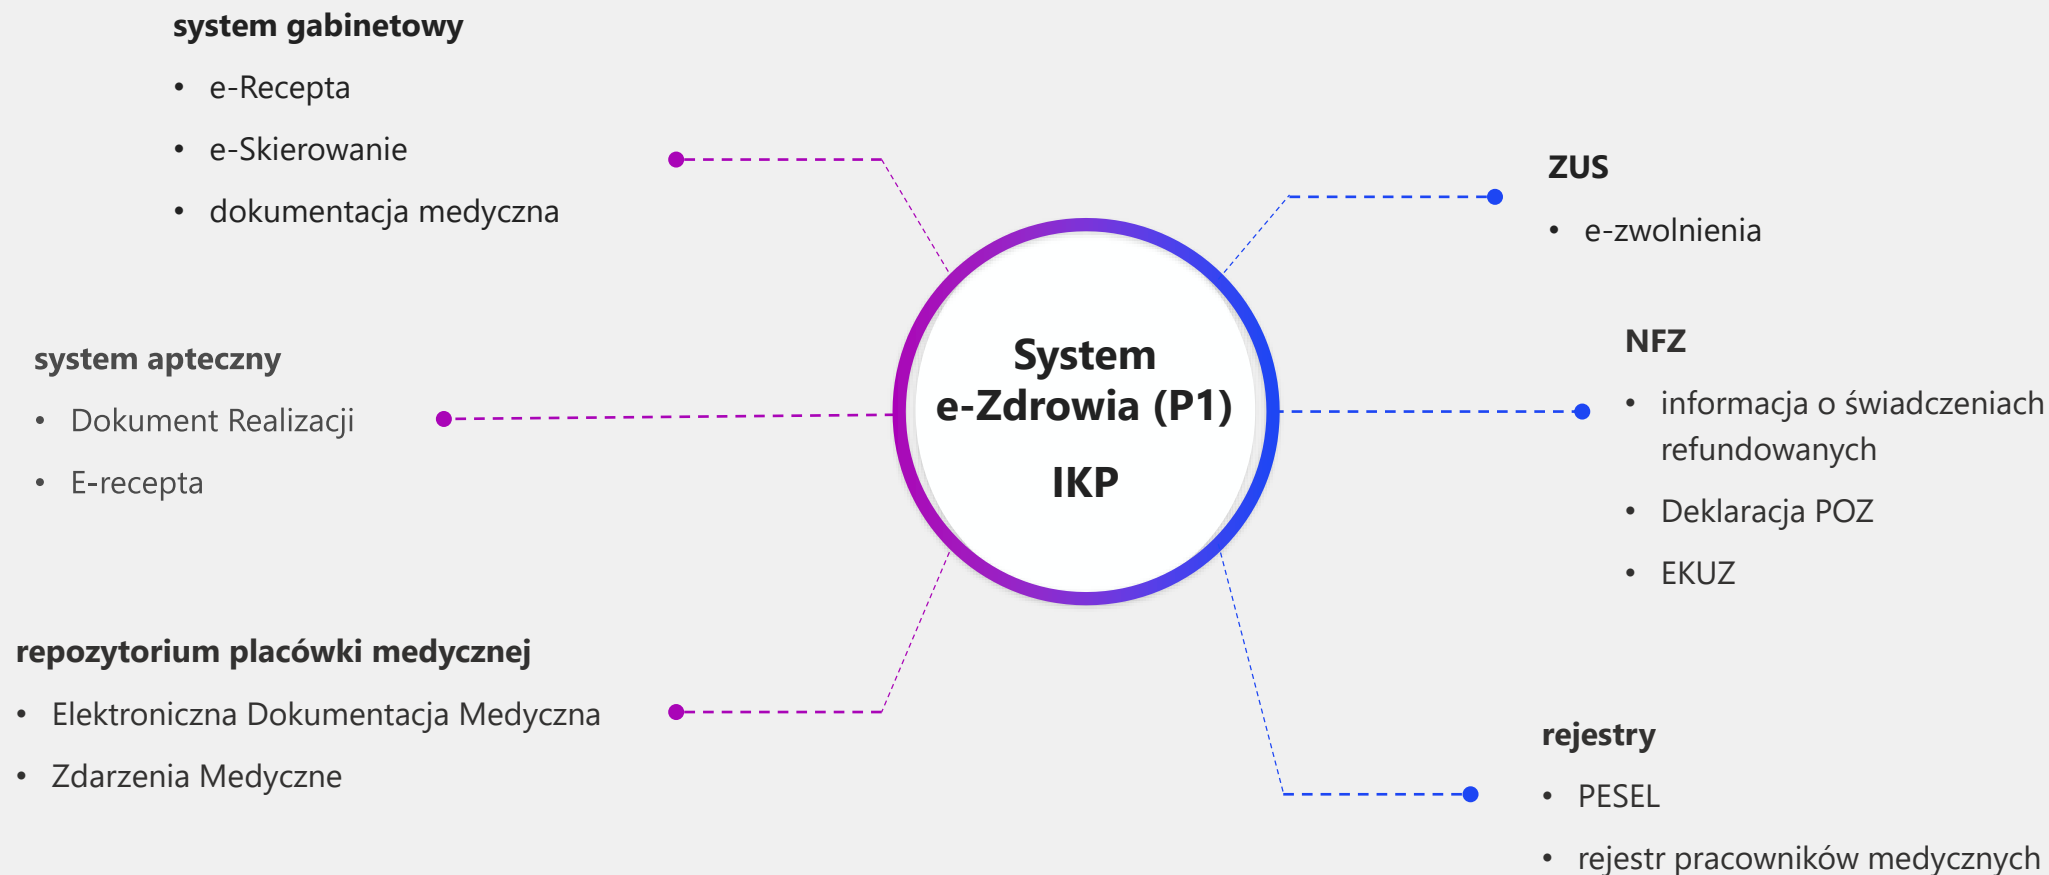 system gabinetowy
• e-Recepta
• e-Skierowanie
• dokumentacja medyczna
system apteczny
• Dokument Realizacji
• E-recepta
repozytorium placówki medycznej
• Elektroniczna Dokumentacja Medyczna
• Zdarzenia Medyczne
System
e-Zdrowia (P1)
IKP
ZUS
• e-zwolnienia
NFZ
• informacja o świadczeniach
refundowanych
• Deklaracja POZ
• EKUZ
rejestry
• PESEL
• rejestr pracowników medycznych